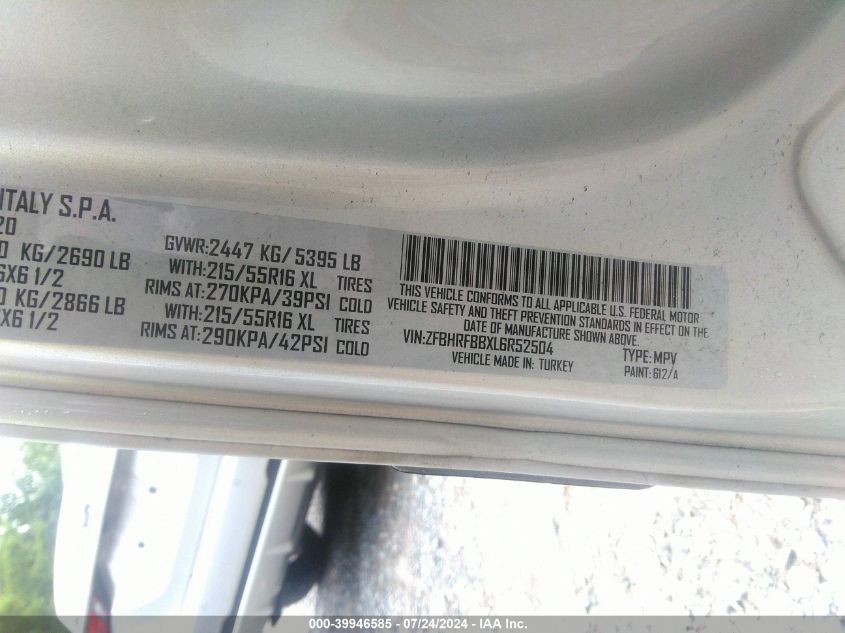 ITALY S.P.A.
20
0 KG/2690 LB
6X6 1/2
0 KG/2866 LB
6X6 1/2
GVWR:2447 KG/5395 LB
WITH:215/55R16 XL TIRES
RIMS AT:270KPA/39PSI COLD
WITH:215/55R16 XL TIRES
RIMS AT:290KPA/42PSI COLD
THIS VEHICLE CONFORMS TO ALL APPLICABLE U.S. FEDERAL MOTOR
VEHICLE SAFETY AND THEFT PREVENTION STANDARDS IN EFFECT ON THE
DATE OF MANUFACTURE SHOWN ABOVE.
VIN:ZFBHRFBBXL6R52504 TYPE:MPV
VEHICLE MADE IN: TURKEY PAINT:612/A
000-39946585 - 07/24/2024 - IAA Inc.